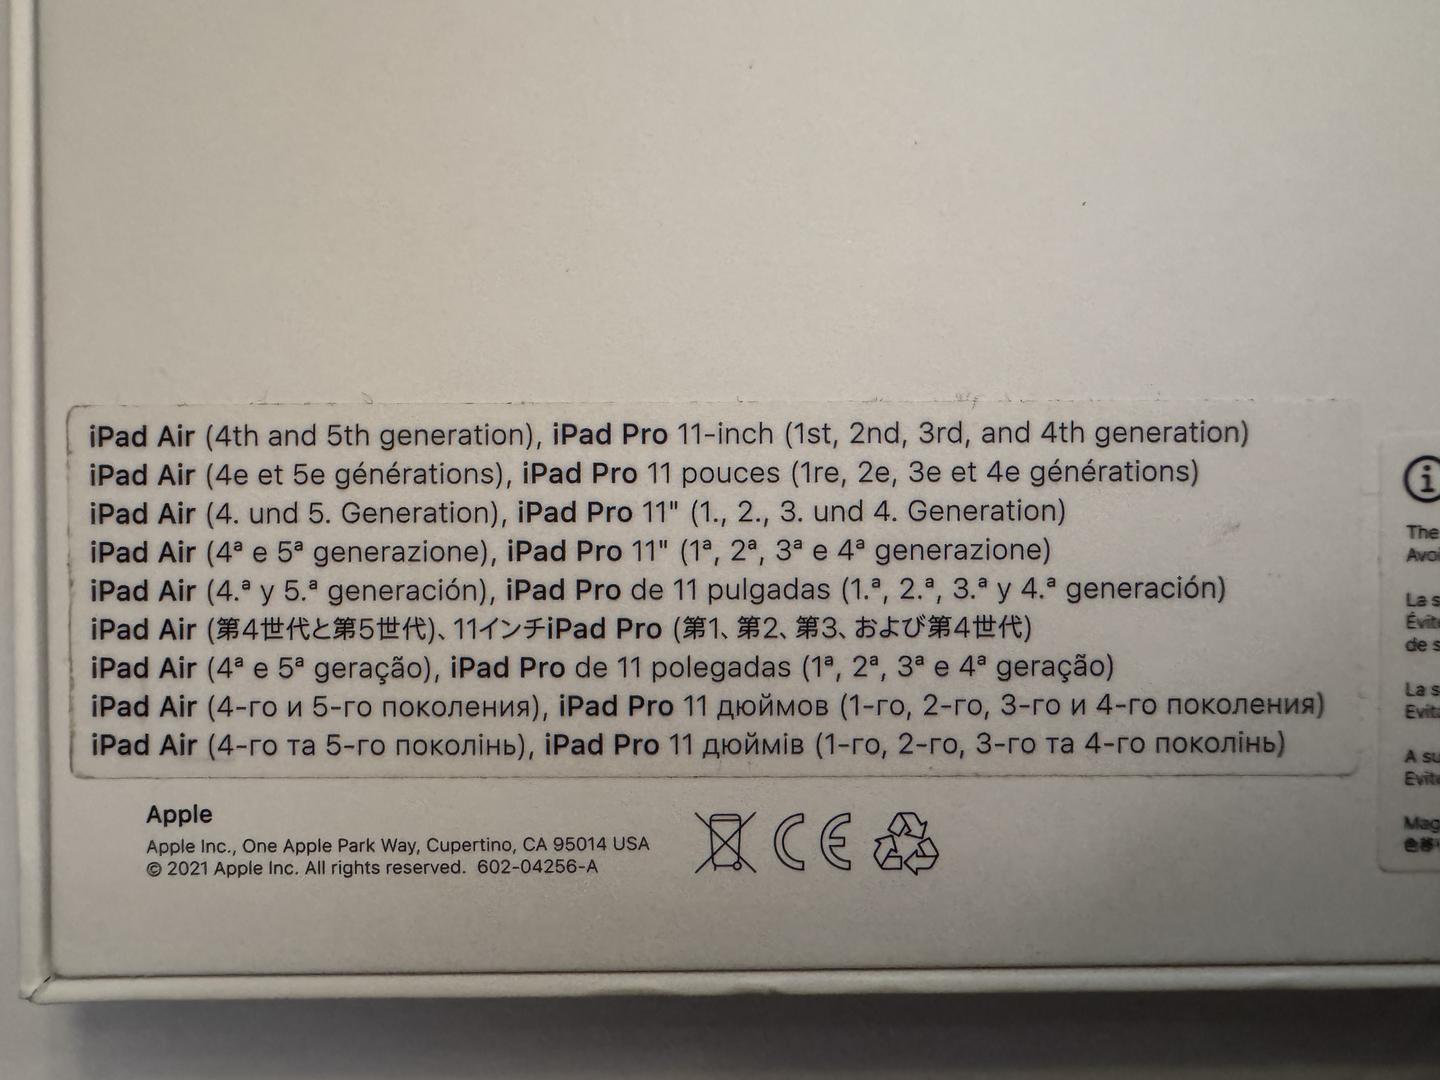 iPad Air (4th and 5th generation), iPad Pro 11-inch (1st, 2nd, 3rd, and 4th generation)
iPad Air (4e et 5e générations), iPad Pro 11 pouces (1re, 2e, 3e et 4e générations)
iPad Air (4. und 5. Generation), iPad Pro 11" (1., 2., 3. und 4. Generation)
iPad Air (4ª e 5ª generazione), iPad Pro 11" (1ª, 2ª, 3ª e 4ª generazione)
iPad Air (4.ª y 5.ª generación), iPad Pro de 11 pulgadas (1.ª, 2.ª, 3.ª y 4.ª generación)
iPad Air (第4世代と第5世代)、11インチiPad Pro (第1、第2、第3、および第4世代)
iPad Air (4ª e 5ª geração), iPad Pro de 11 polegadas (1ª, 2ª, 3ª e 4ª geração)
iPad Air (4-го и 5-го поколения), iPad Pro 11 дюймов (1-го, 2-го, 3-го и 4-го поколения)
iPad Air (4-го та 5-го поколінь), iPad Pro 11 дюймів (1-го, 2-го, 3-го та 4-го поколінь)
Apple
Apple Inc., One Apple Park Way, Cupertino, CA 95014 USA
© 2021 Apple Inc. All rights reserved. 602-04256-A
CE
The
La
de
La
A